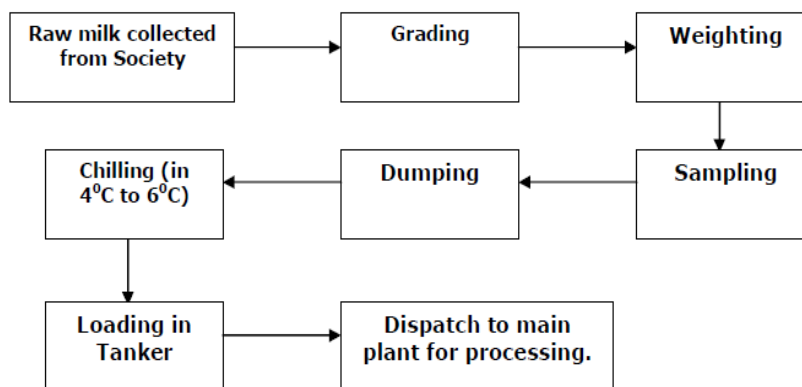 Raw milk collected
from Society
Grading
Weighting
Chilling (in
4⁰C to 6⁰C)
Dumping
Sampling
Loading in
Tanker
Dispatch to main
plant for processing.